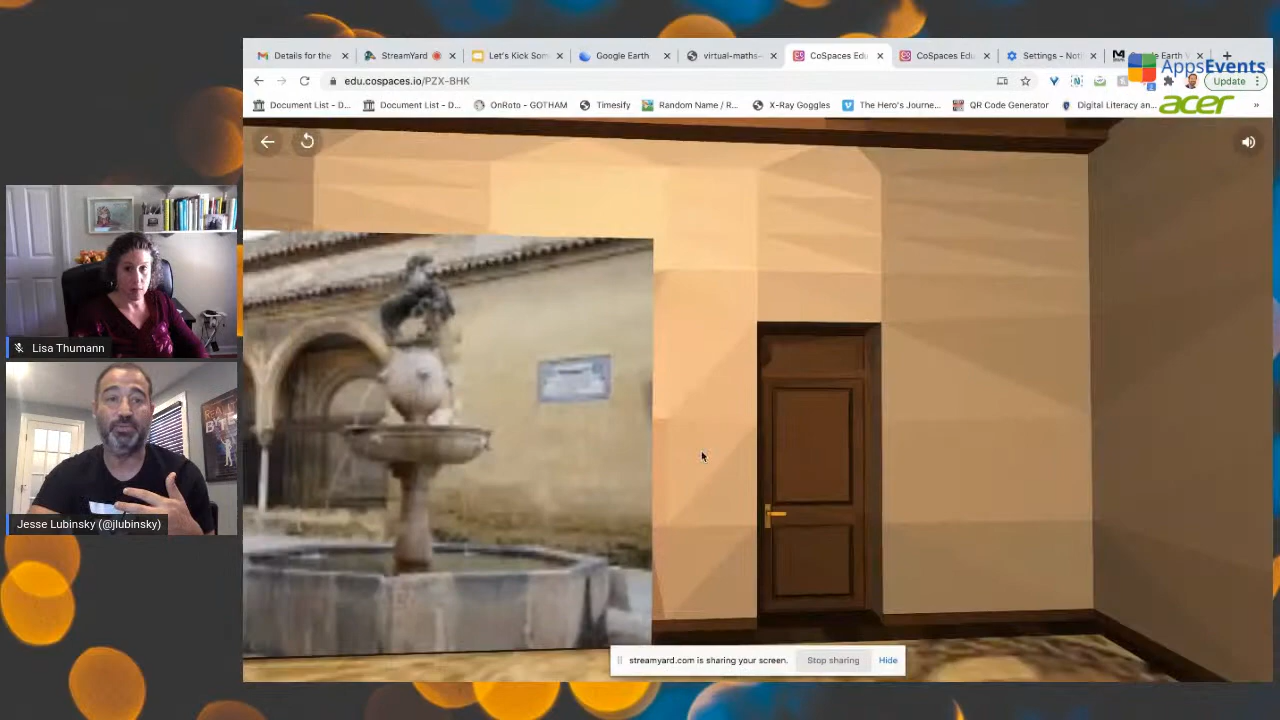 Details for the
StreamYard
Let's Kick Som
Google Earth
virtual-maths-
CoSpaces Edu
CoSpaces Edu
Settings - Not
Google Earth
AppsEvents
edu.cospaces.io/PZX-BHK
Update
Document List - D...
Document List - D...
OnRoto - GOTHAM
Timesify
Random Name / R...
X-Ray Goggles
The Hero's Journe...
QR Code Generator
Digital Literacy an...
acer
Lisa Thumann
Jesse Lubinsky (@jlubinsky)
streamyard.com is sharing your screen.
Stop sharing
Hide